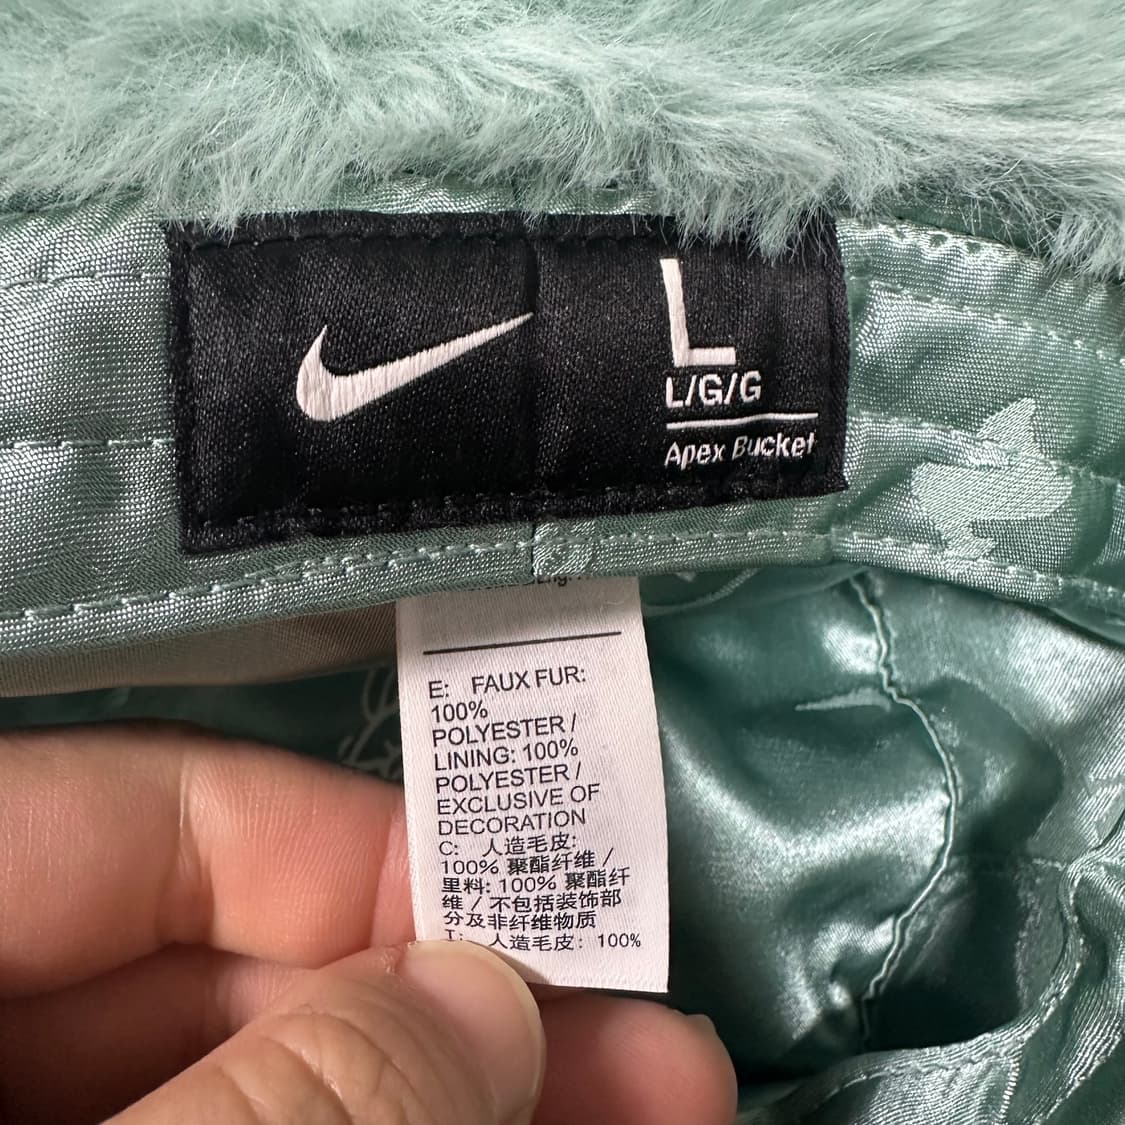 L
L/G/G
Apex Bucket
E: FAUX FUR:
100%
POLYESTER /
LINING: 100%
POLYESTER /
EXCLUSIVE OF
DECORATION
C: 人造毛皮:
100% 聚酯纤维 /
里料: 100% 聚酯纤
维 / 不包括装饰部
分及非纤维物质
T: 人造毛皮: 100%